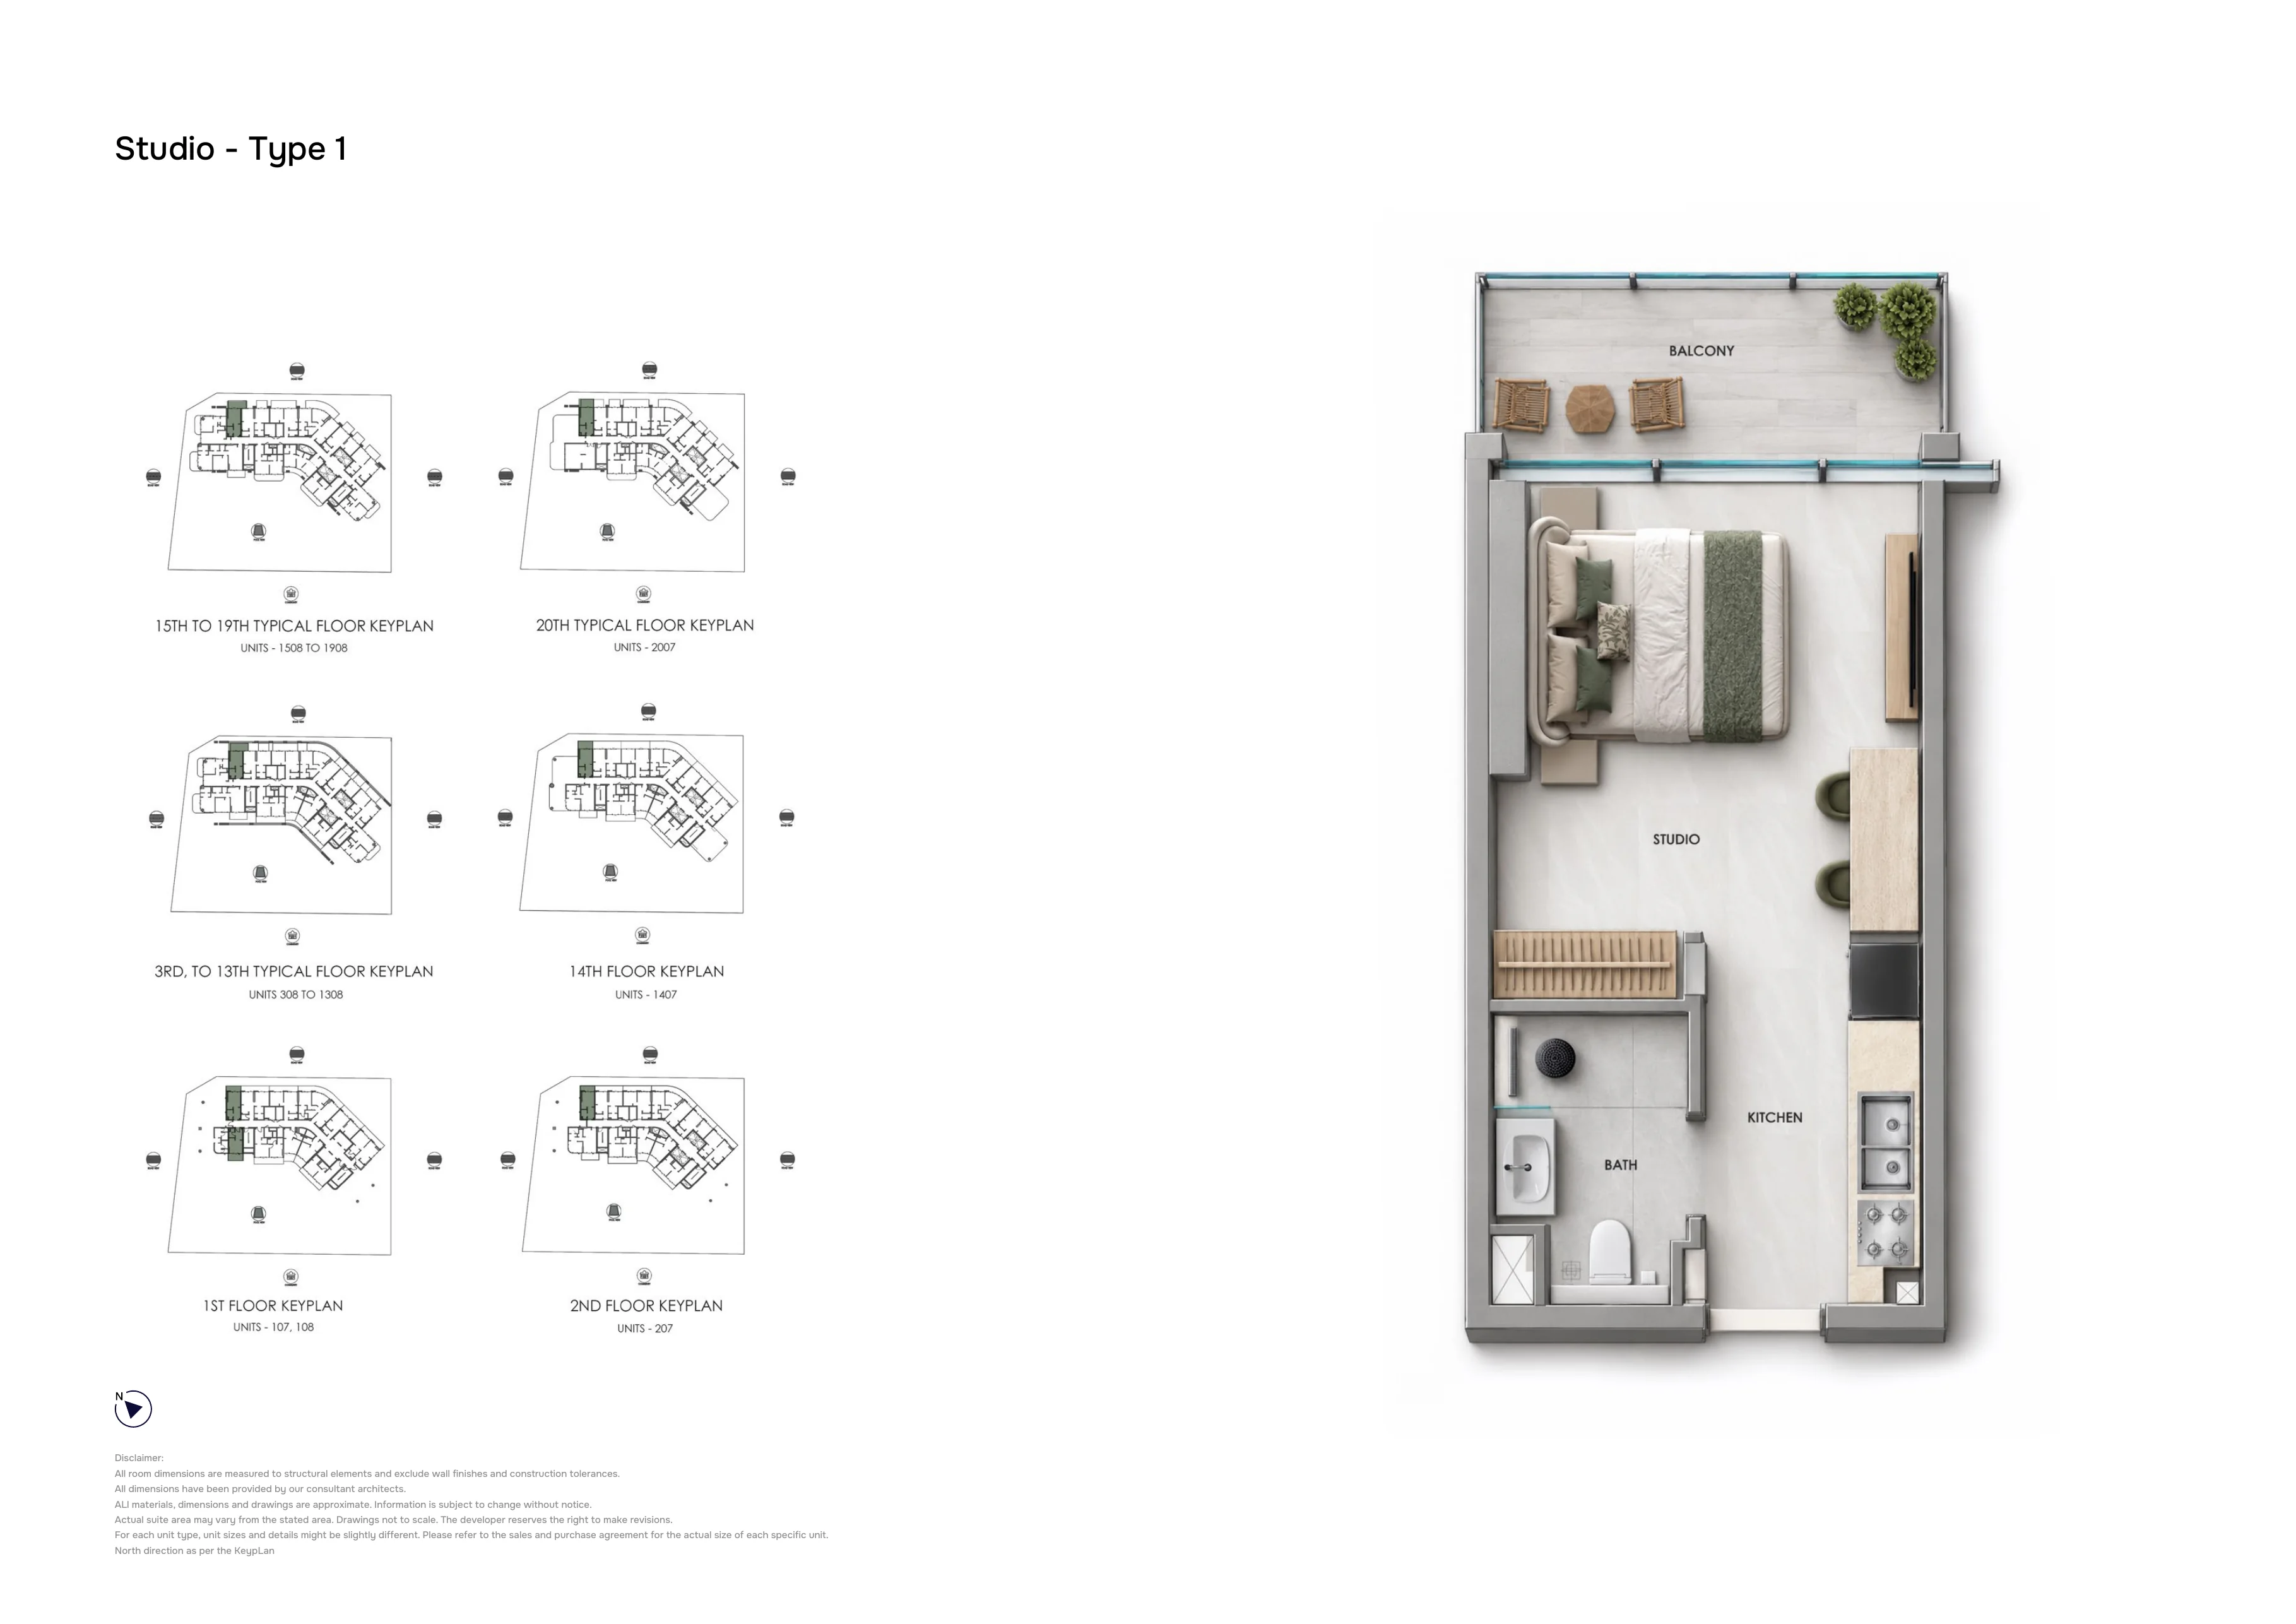 Studio - Type 1
15TH TO 19TH TYPICAL FLOOR KEYPLAN
UNITS - 1508 TO 1908
20TH TYPICAL FLOOR KEYPLAN
UNITS - 2007
3RD, TO 13TH TYPICAL FLOOR KEYPLAN
UNITS 308 TO 1308
14TH FLOOR KEYPLAN
UNITS - 1407
1ST FLOOR KEYPLAN
UNITS - 107, 108
2ND FLOOR KEYPLAN
UNITS - 207
BALCONY
STUDIO
KITCHEN
BATH
N
Disclaimer:
All room dimensions are measured to structural elements and exclude wall finishes and construction tolerances.
All dimensions have been provided by our consultant architects.
ALI materials, dimensions and drawings are approximate. Information is subject to change without notice.
Actual suite area may vary from the stated area. Drawings not to scale. The developer reserves the right to make revisions.
For each unit type, unit sizes and details might be slightly different. Please refer to the sales and purchase agreement for the actual size of each specific unit.
North direction as per the KeypLan